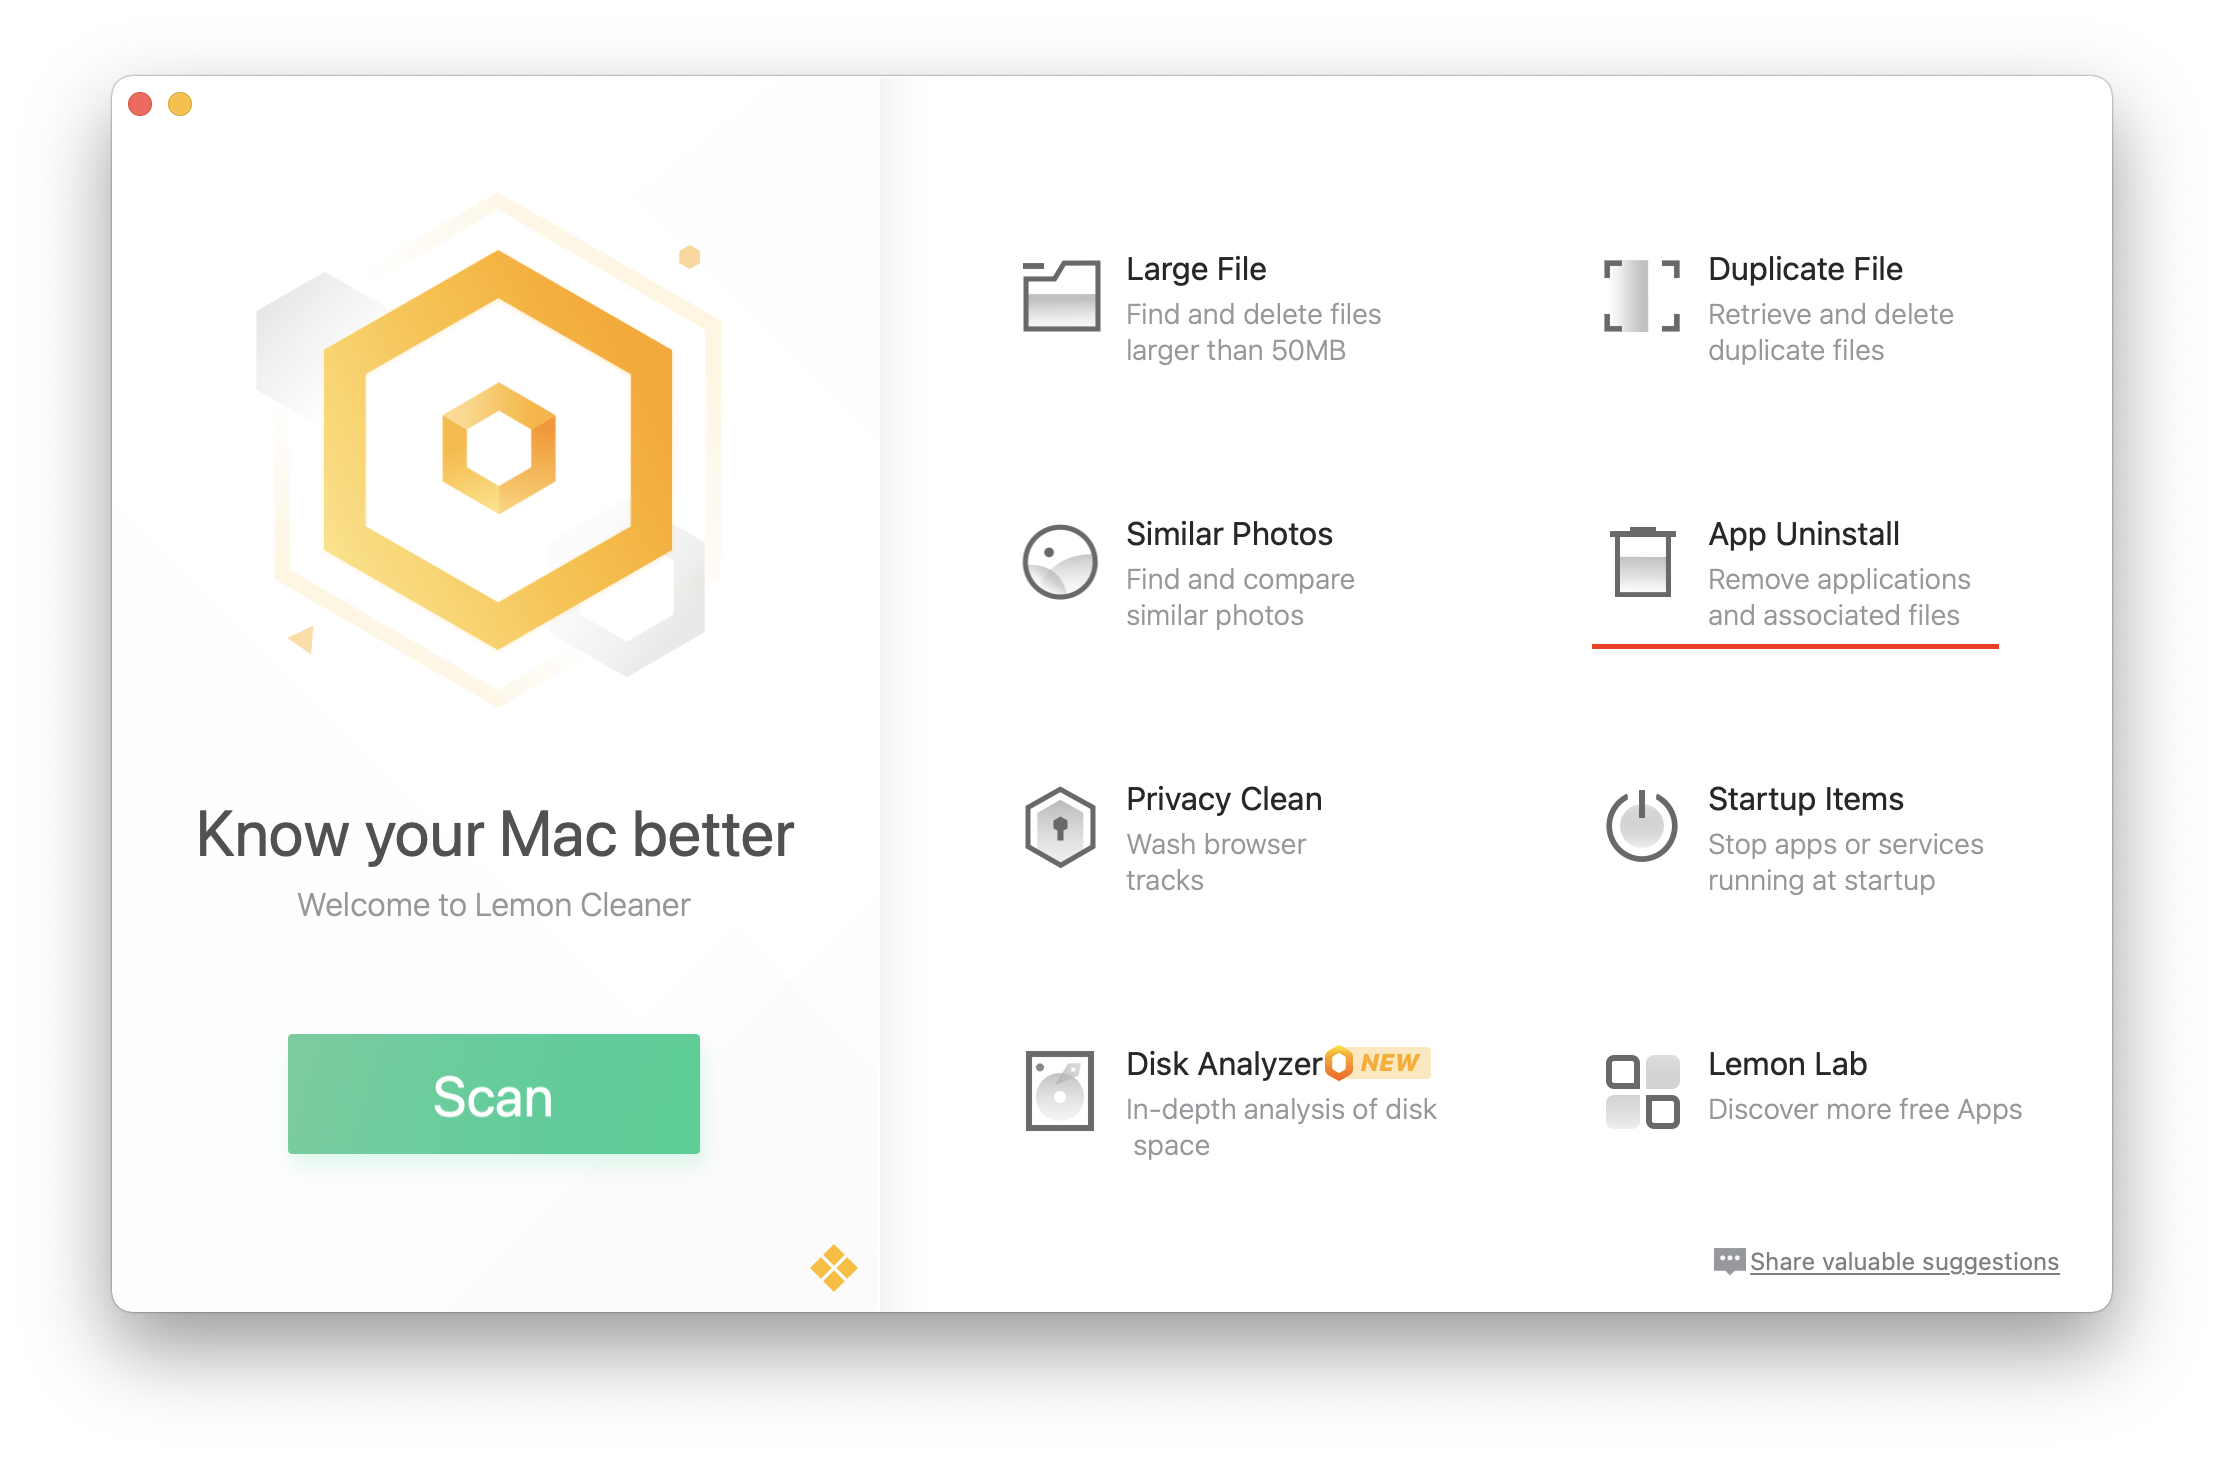 Know your Mac better
Welcome to Lemon Cleaner
Scan
Large File
Find and delete files
larger than 50MB
Duplicate File
Retrieve and delete
duplicate files
Similar Photos
Find and compare
similar photos
App Uninstall
Remove applications
and associated files
Privacy Clean
Wash browser
tracks
Startup Items
Stop apps or services
running at startup
Disk Analyzer NEW
In-depth analysis of disk
space
Lemon Lab
Discover more free Apps
Share valuable suggestions